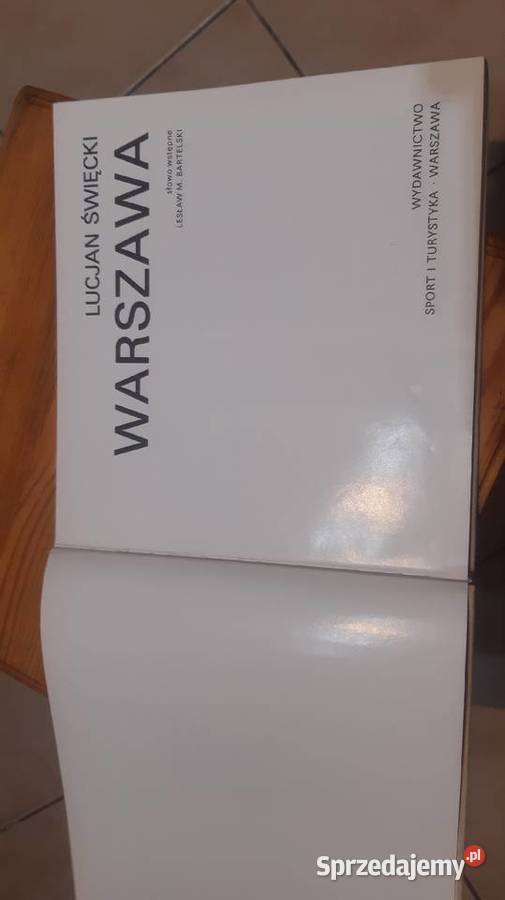 LUCJAN ŚWIĘCKI
WARSZAWA
słowo wstępne
LESŁAW M. BARTELSKI
WYDAWNICTWO
SPORT I TURYSTYKA · WARSZAWA
Sprzedajemy.pl